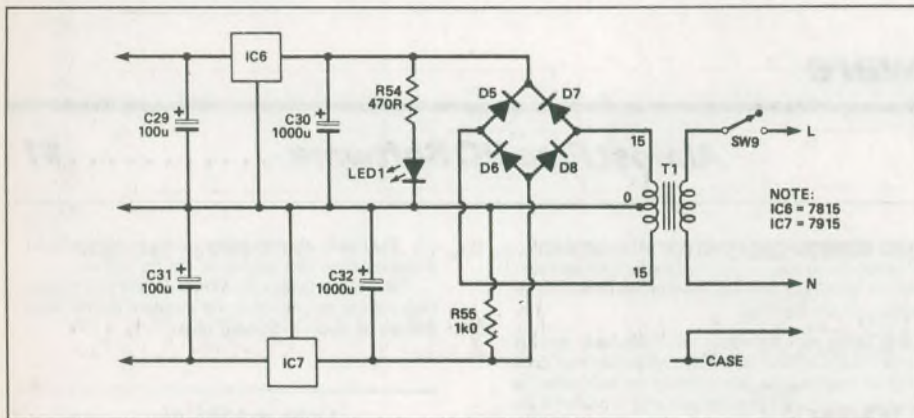 IC6
C29
100u
C30
1000u
R54
470R
LED1
D5
D7
D6
D8
15
0
15
T1
SW9
L
N
NOTE:
IC6 = 7815
IC7 = 7915
C31
100u
C32
1000u
R55
1k0
IC7
CASE